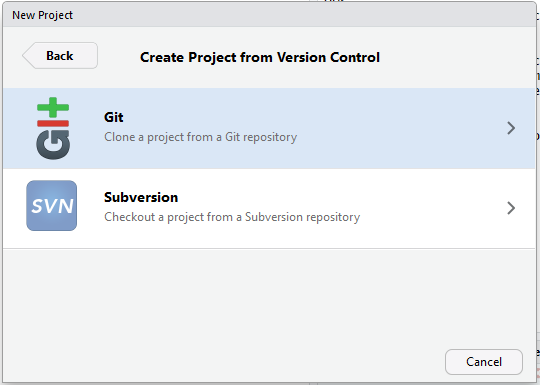 New Project
Back
Create Project from Version Control
git
Git
Clone a project from a Git repository
SVN
Subversion
Checkout a project from a Subversion repository
Cancel